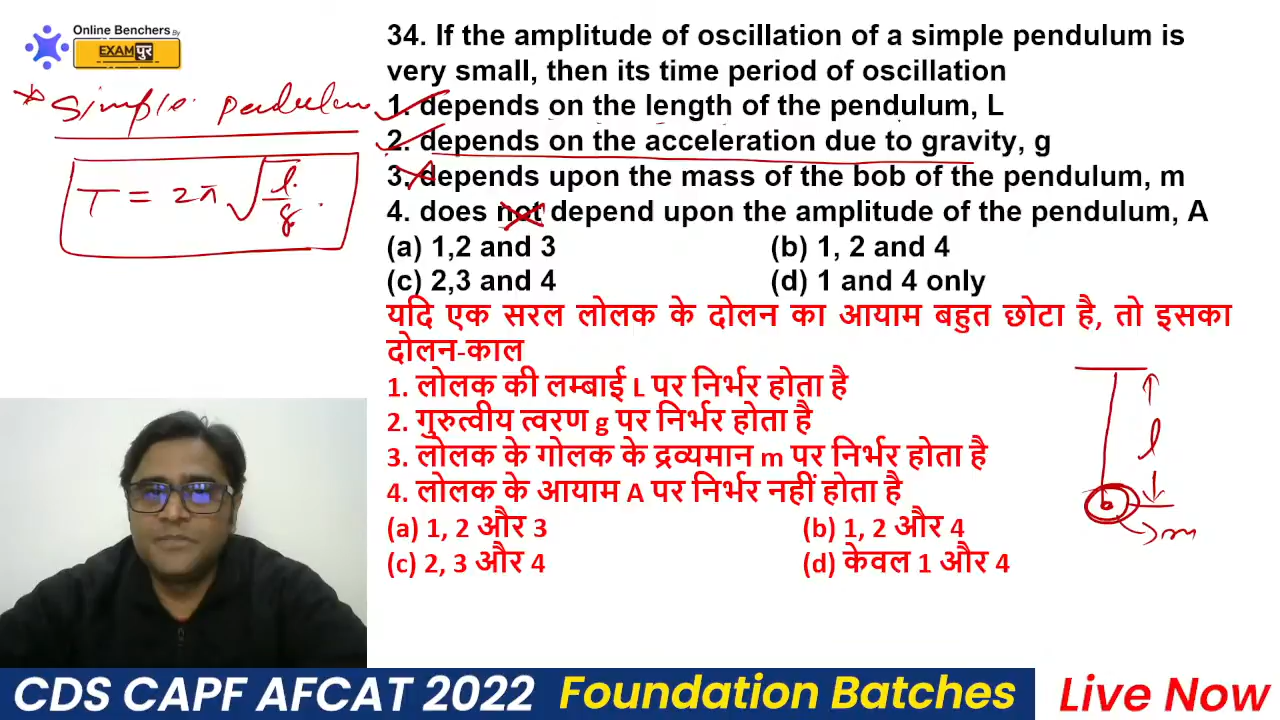 Online Benchers By
EXAMपुर
* Simple pendulum
T = 2π √l/g
34. If the amplitude of oscillation of a simple pendulum is
very small, then its time period of oscillation
1. depends on the length of the pendulum, L
2. depends on the acceleration due to gravity, g
3. depends upon the mass of the bob of the pendulum, m
4. does not depend upon the amplitude of the pendulum, A
(a) 1,2 and 3 (b) 1, 2 and 4
(c) 2,3 and 4 (d) 1 and 4 only
यदि एक सरल लोलक के दोलन का आयाम बहुत छोटा है, तो इसका
दोलन-काल
1. लोलक की लम्बाई L पर निर्भर होता है
2. गुरुत्वीय त्वरण g पर निर्भर होता है
3. लोलक के गोलक के द्रव्यमान m पर निर्भर होता है
4. लोलक के आयाम A पर निर्भर नहीं होता है
(a) 1, 2 और 3 (b) 1, 2 और 4
(c) 2, 3 और 4 (d) केवल 1 और 4
l
m
CDS CAPF AFCAT 2022 Foundation Batches Live Now